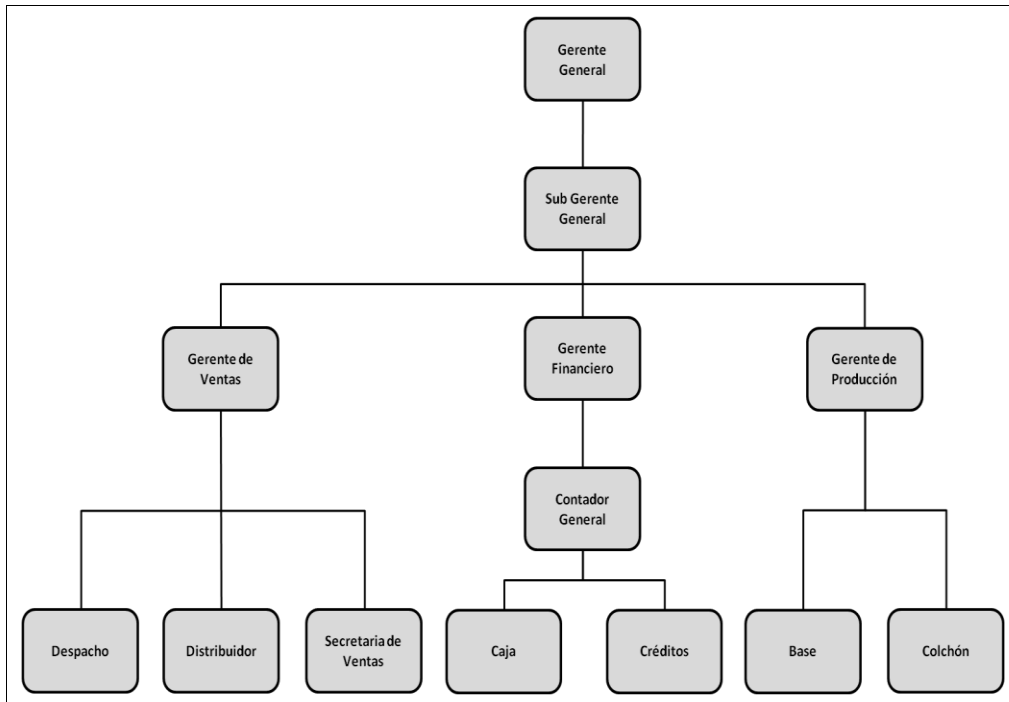 Gerente
General
Sub Gerente
General
Gerente de
Ventas
Gerente
Financiero
Gerente de
Producción
Contador
General
Despacho
Distribuidor
Secretaria de
Ventas
Caja
Créditos
Base
Colchón